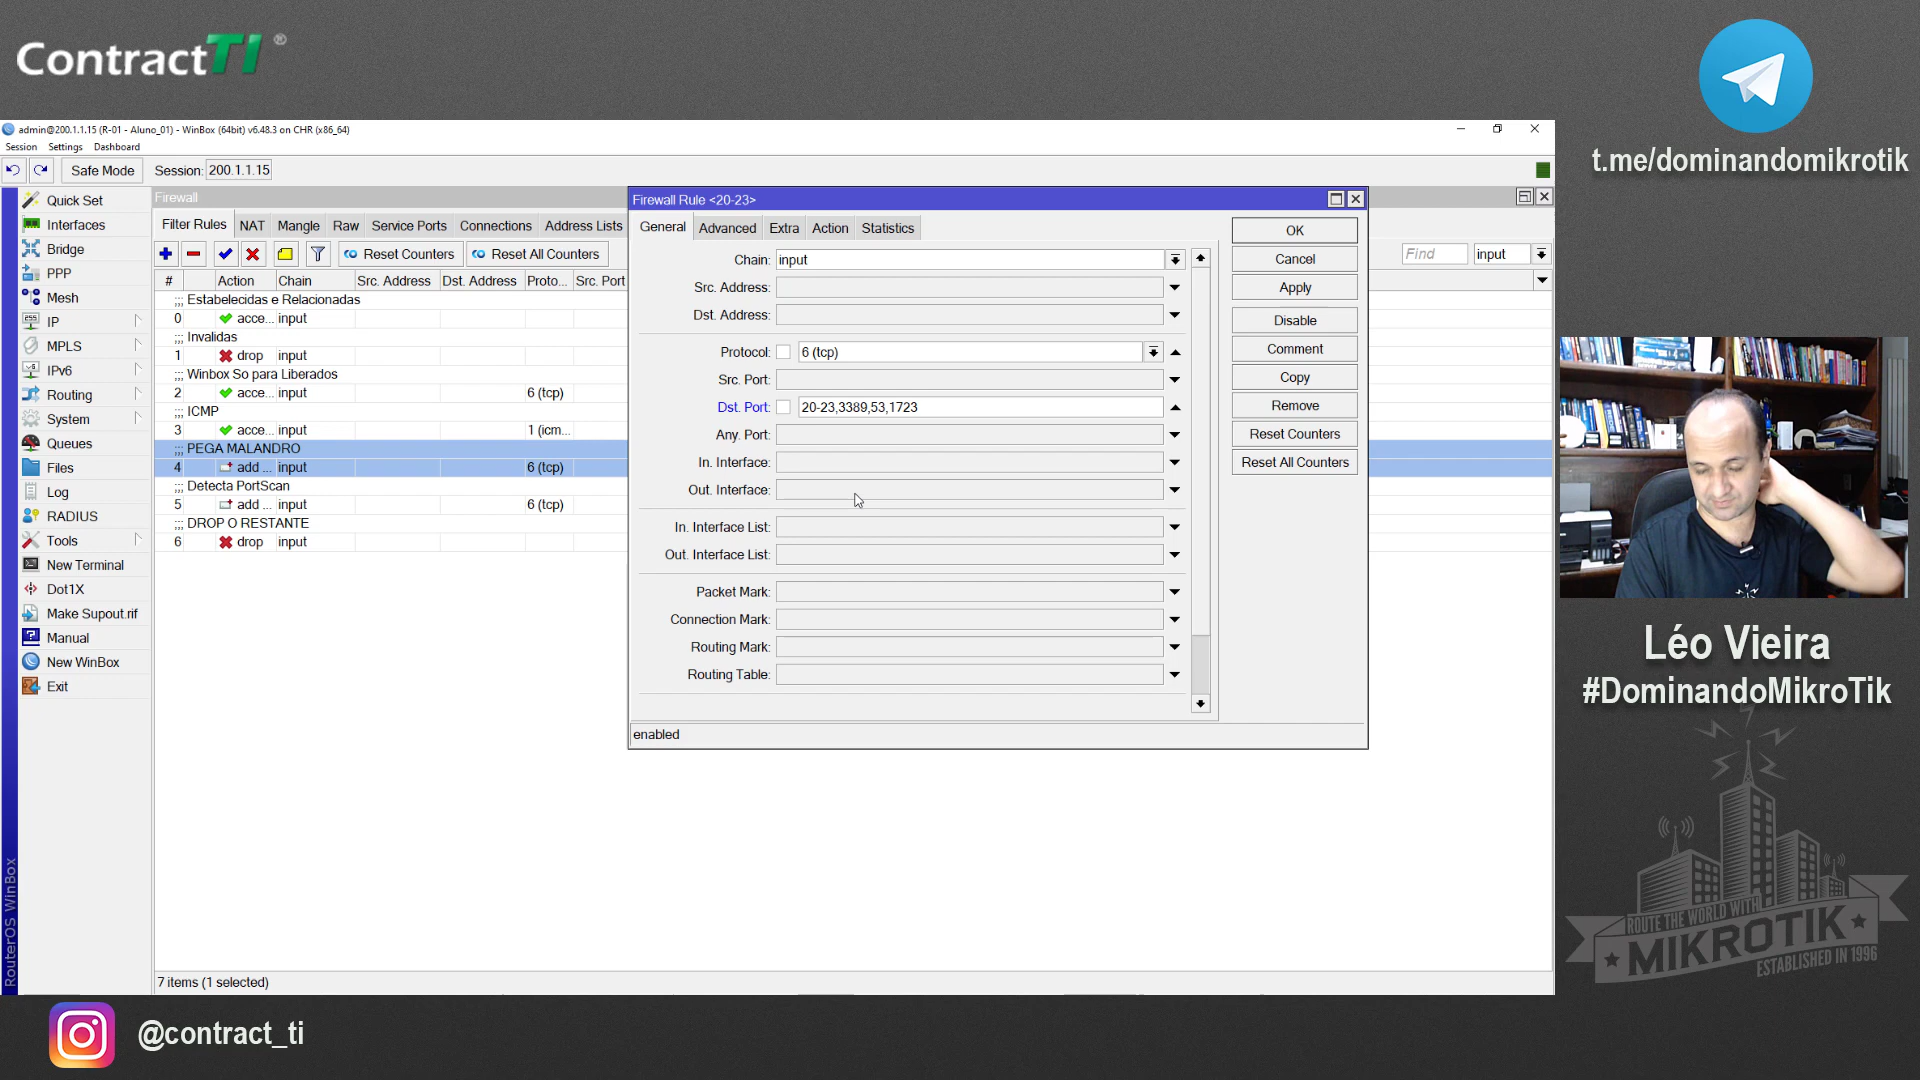 ContractTI ®
t.me/dominandomikrotik
admin@200.1.1.15 (R-01 - Aluno_01) - WinBox (64bit) v6.48.3 on CHR (x86_64)
Session Settings Dashboard
Safe Mode Session: 200.1.1.15
Quick Set
Interfaces
Bridge
PPP
Mesh
IP
MPLS
IPv6
Routing
System
Queues
Files
Log
RADIUS
Tools
New Terminal
Dot1X
Make Supout.rif
Manual
New WinBox
Exit
RouterOS WinBox
Firewall
Filter Rules NAT Mangle Raw Service Ports Connections Address Lists
Reset Counters Reset All Counters
Find input
# Action Chain Src. Address Dst. Address Proto... Src. Port
;;; Estabelecidas e Relacionadas
0 acce... input
;;; Invalidas
1 drop input
;;; Winbox So para Liberados
2 acce... input 6 (tcp)
;;; ICMP
3 acce... input 1 (icm...
;;; PEGA MALANDRO
4 add ... input 6 (tcp)
;;; Detecta PortScan
5 add ... input 6 (tcp)
;;; DROP O RESTANTE
6 drop input
7 items (1 selected)
Firewall Rule <20-23>
General Advanced Extra Action Statistics
Chain: input
Src. Address:
Dst. Address:
Protocol: 6 (tcp)
Src. Port:
Dst. Port: 20-23,3389,53,1723
Any. Port:
In. Interface:
Out. Interface:
In. Interface List:
Out. Interface List:
Packet Mark:
Connection Mark:
Routing Mark:
Routing Table:
enabled
OK
Cancel
Apply
Disable
Comment
Copy
Remove
Reset Counters
Reset All Counters
Léo Vieira
#DominandoMikroTik
ROUTE THE WORLD WITH
MIKROTIK
ESTABLISHED IN 1996
@contract_ti